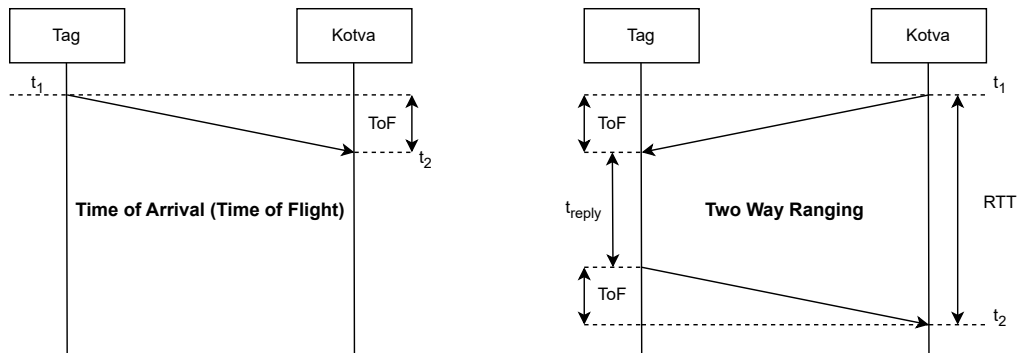 Tag
Kotva
t1
ToF
t2
Time of Arrival (Time of Flight)
Tag
Kotva
t1
ToF
treply
Two Way Ranging
RTT
ToF
t2